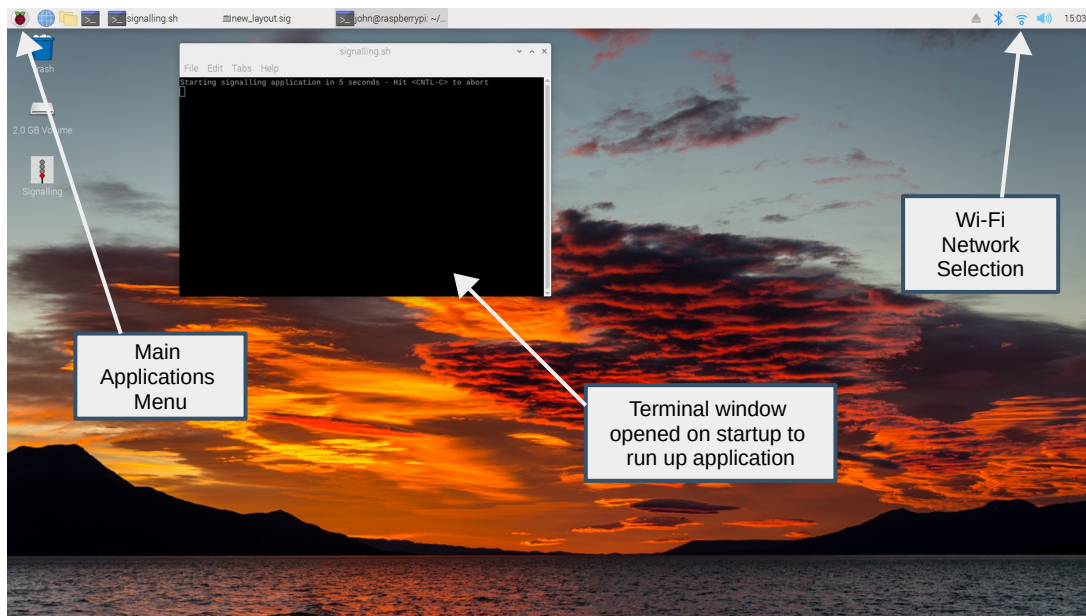 signalling.sh
new_layout.sig
john@raspberrypi: ~/...
15:03
signalling.sh
File Edit Tabs Help
Starting signalling application in 5 seconds - Hit <CNTL-C> to abort
Trash
2.0 GB Volume
Signalling
Wi-Fi
Network
Selection
Main
Applications
Menu
Terminal window
opened on startup to
run up application